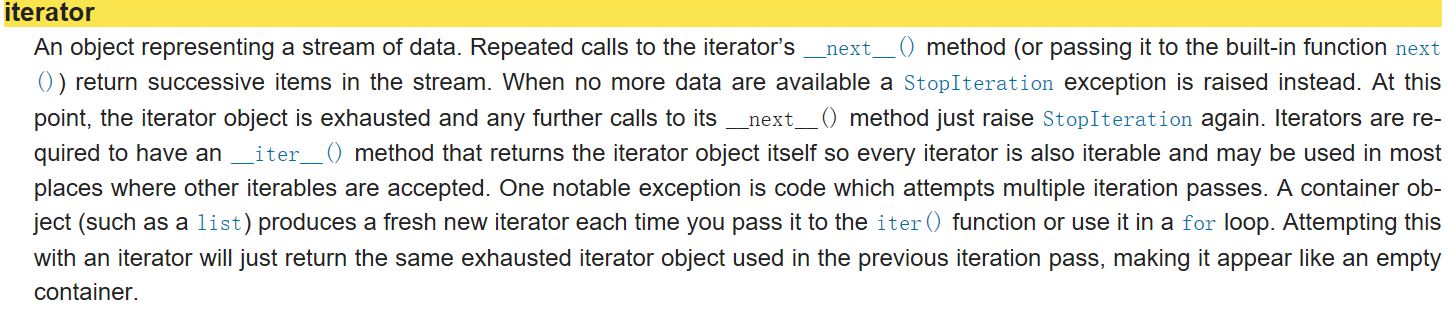 iterator
An object representing a stream of data. Repeated calls to the iterator’s __next__() method (or passing it to the built-in function next
()) return successive items in the stream. When no more data are available a StopIteration exception is raised instead. At this
point, the iterator object is exhausted and any further calls to its __next__() method just raise StopIteration again. Iterators are re-
quired to have an __iter__() method that returns the iterator object itself so every iterator is also iterable and may be used in most
places where other iterables are accepted. One notable exception is code which attempts multiple iteration passes. A container ob-
ject (such as a list) produces a fresh new iterator each time you pass it to the iter() function or use it in a for loop. Attempting this
with an iterator will just return the same exhausted iterator object used in the previous iteration pass, making it appear like an empty
container.